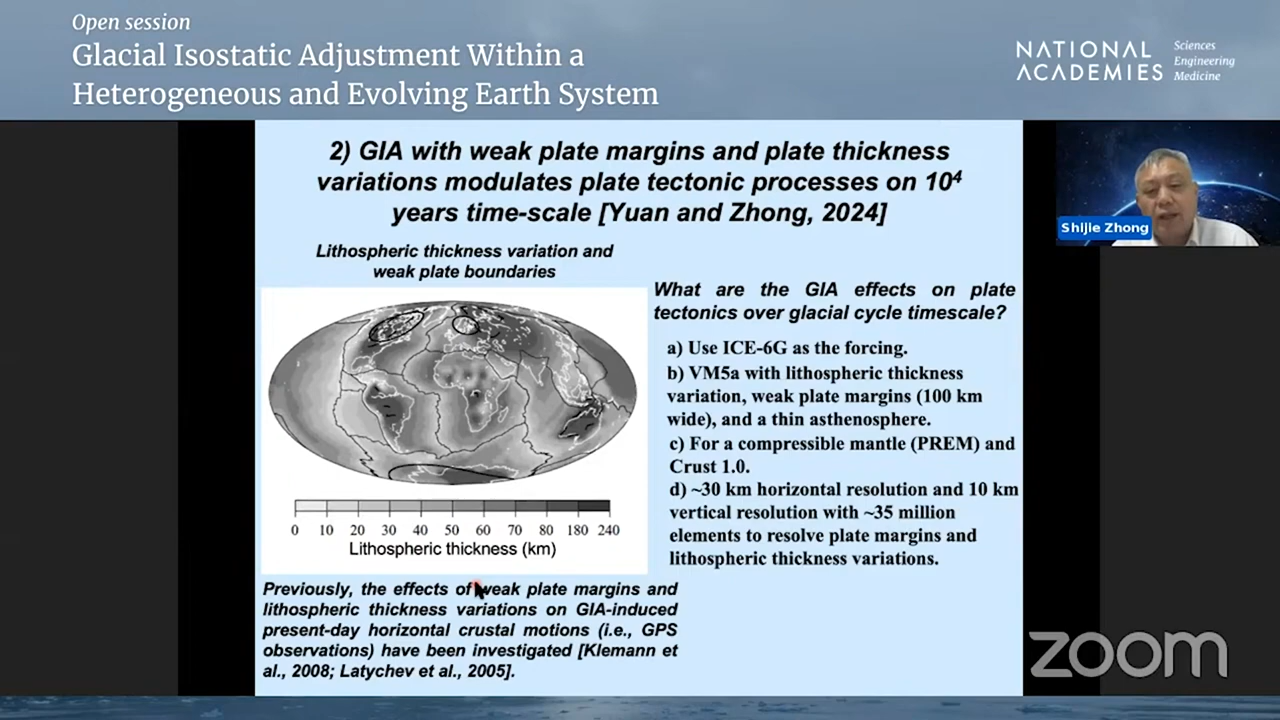 Open session
Glacial Isostatic Adjustment Within a
Heterogeneous and Evolving Earth System
NATIONAL
ACADEMIES
Sciences
Engineering
Medicine
2) GIA with weak plate margins and plate thickness
variations modulates plate tectonic processes on 10⁴
years time-scale [Yuan and Zhong, 2024]
Shijie Zhong
Lithospheric thickness variation and
weak plate boundaries
0 10 20 30 40 50 60 70 80 180 240
Lithospheric thickness (km)
Previously, the effects of weak plate margins and
lithospheric thickness variations on GIA-induced
present-day horizontal crustal motions (i.e., GPS
observations) have been investigated [Klemann et
al., 2008; Latychev et al., 2005].
What are the GIA effects on plate
tectonics over glacial cycle timescale?
a) Use ICE-6G as the forcing.
b) VM5a with lithospheric thickness
variation, weak plate margins (100 km
wide), and a thin asthenosphere.
c) For a compressible mantle (PREM) and
Crust 1.0.
d) ~30 km horizontal resolution and 10 km
vertical resolution with ~35 million
elements to resolve plate margins and
lithospheric thickness variations.
zoom